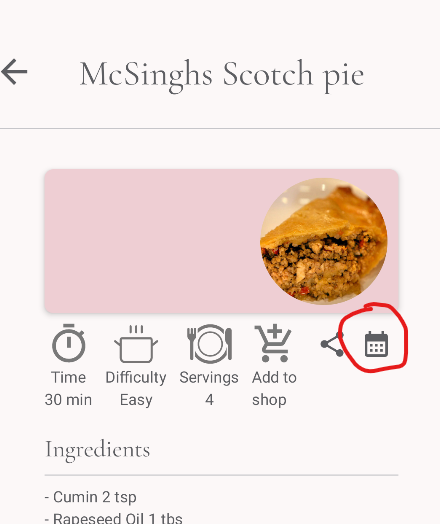 McSinghs Scotch pie
Time
30 min
Difficulty
Easy
Servings
4
Add to
shop
Ingredients
- Cumin 2 tsp
- Rapeseed Oil 1 tbs